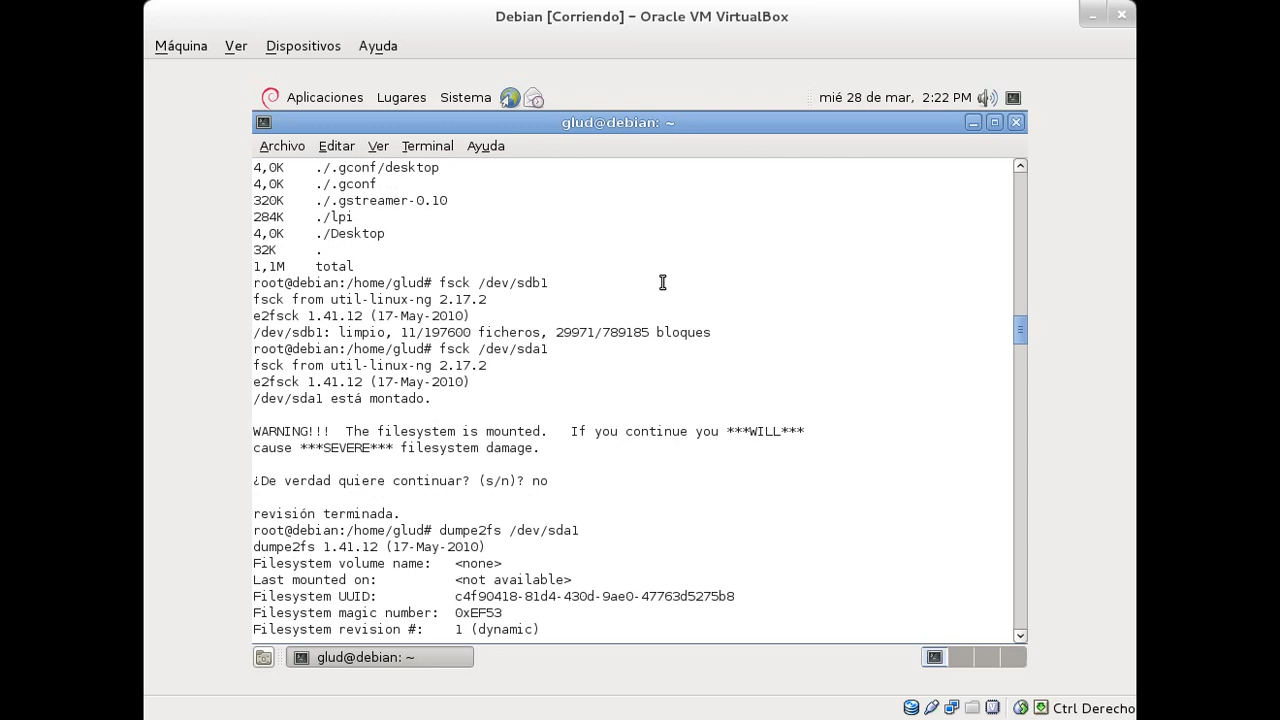 Debian [Corriendo] – Oracle VM VirtualBox
Máquina Ver Dispositivos Ayuda
Aplicaciones Lugares Sistema mié 28 de mar, 2:22 PM
glud@debian: ~
Archivo Editar Ver Terminal Ayuda
4,0K ./.gconf/desktop
4,0K ./.gconf
320K ./.gstreamer-0.10
284K ./lpi
4,0K ./Desktop
32K .
1,1M total
root@debian:/home/glud# fsck /dev/sdb1
fsck from util-linux-ng 2.17.2
e2fsck 1.41.12 (17-May-2010)
/dev/sdb1: limpio, 11/197600 ficheros, 29971/789185 bloques
root@debian:/home/glud# fsck /dev/sda1
fsck from util-linux-ng 2.17.2
e2fsck 1.41.12 (17-May-2010)
/dev/sda1 está montado.
WARNING!!! The filesystem is mounted. If you continue you ***WILL***
cause ***SEVERE*** filesystem damage.
¿De verdad quiere continuar? (s/n)? no
revisión terminada.
root@debian:/home/glud# dumpe2fs /dev/sda1
dumpe2fs 1.41.12 (17-May-2010)
Filesystem volume name: <none>
Last mounted on: <not available>
Filesystem UUID: c4f90418-81d4-430d-9ae0-47763d5275b8
Filesystem magic number: 0xEF53
Filesystem revision #: 1 (dynamic)
glud@debian: ~
Ctrl Derecho